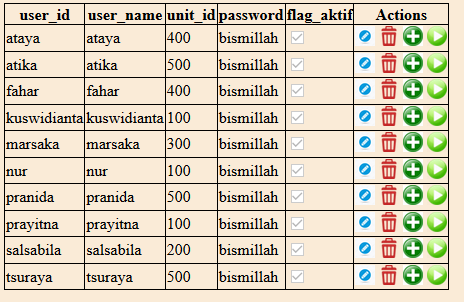 user_id user_name unit_id password flag_aktif Actions
ataya ataya 400 bismillah
atika atika 500 bismillah
fahar fahar 400 bismillah
kuswidianta kuswidianta 100 bismillah
marsaka marsaka 300 bismillah
nur nur 100 bismillah
pranida pranida 500 bismillah
prayitna prayitna 100 bismillah
salsabila salsabila 200 bismillah
tsuraya tsuraya 500 bismillah